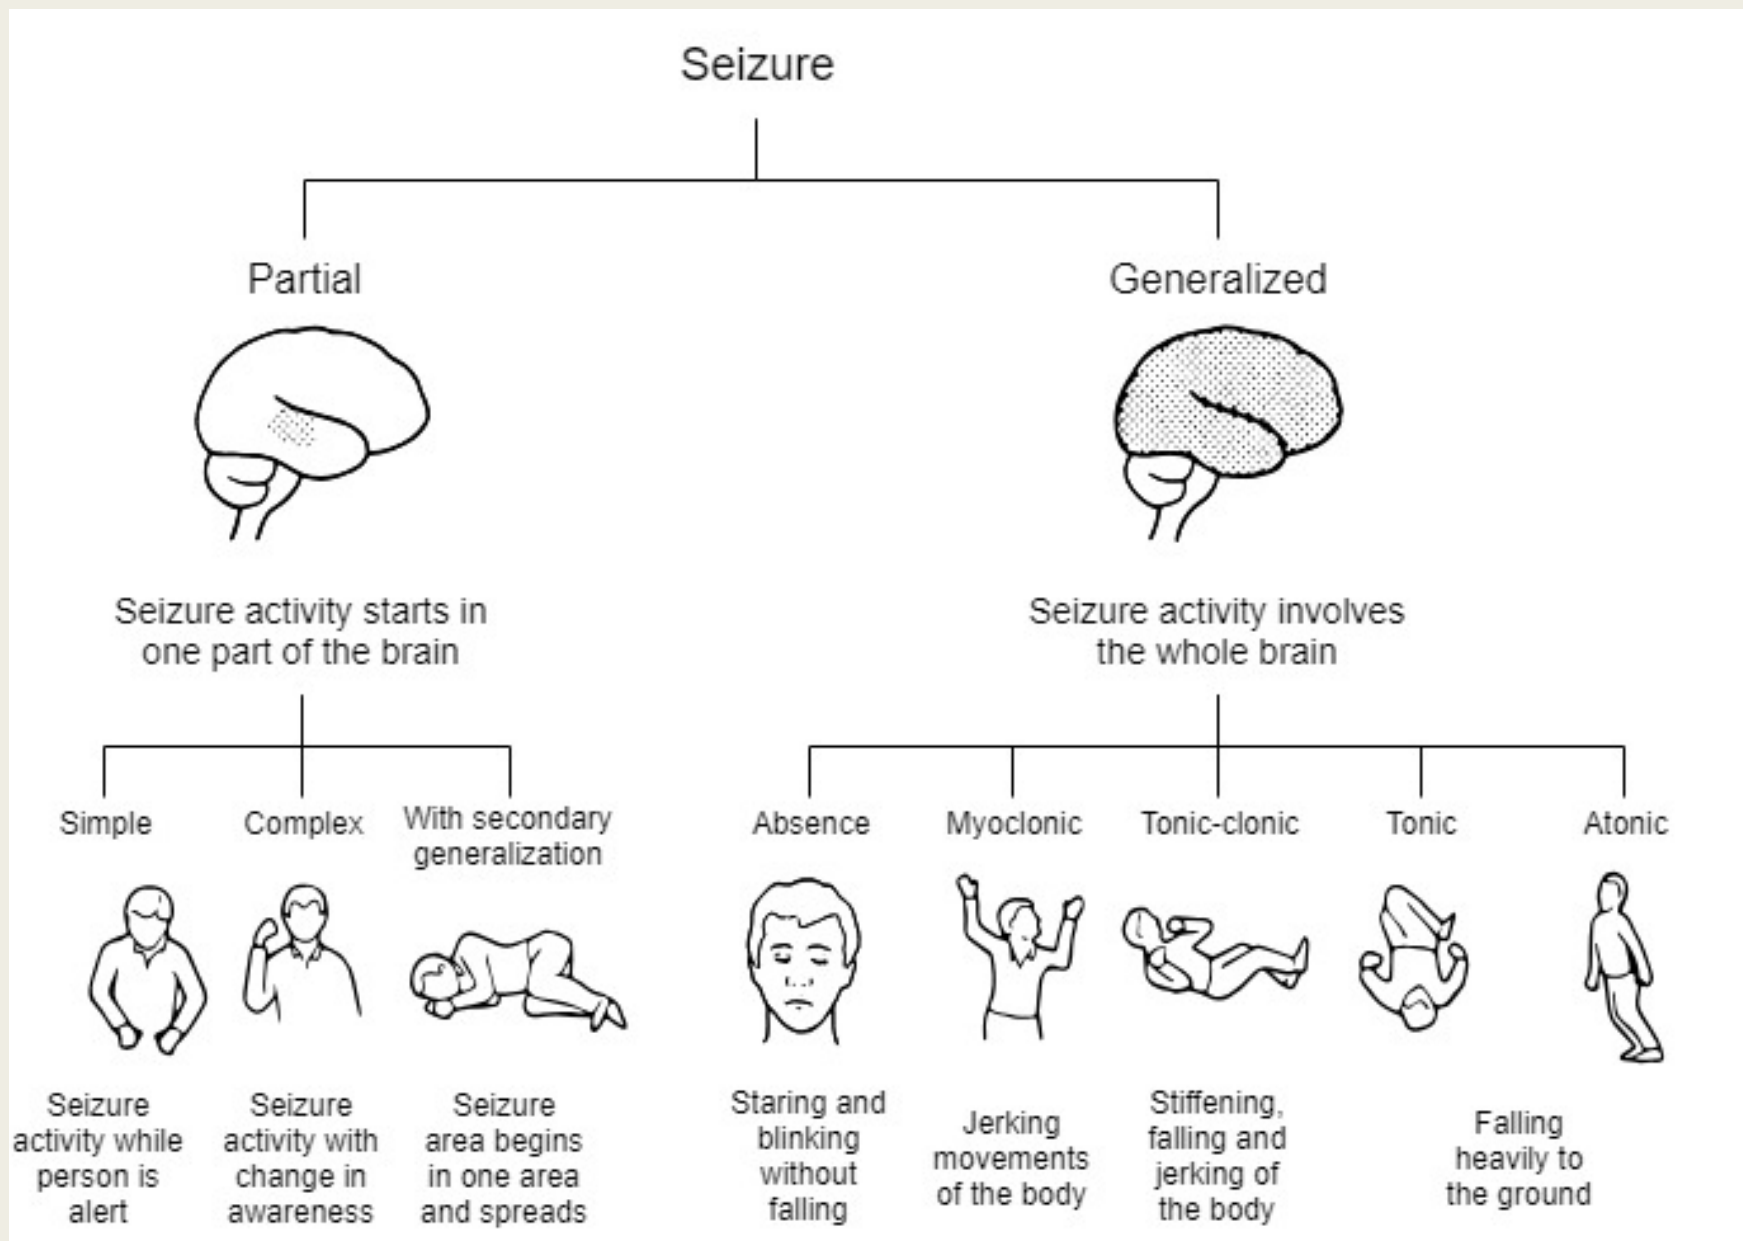 Seizure
Partial
Generalized
Seizure activity starts in
one part of the brain
Seizure activity involves
the whole brain
Simple
Complex
With secondary
generalization
Absence
Myoclonic
Tonic-clonic
Tonic
Atonic
Seizure
activity while
person is
alert
Seizure
activity with
change in
awareness
Seizure
area begins
in one area
and spreads
Staring and
blinking
without
falling
Jerking
movements
of the body
Stiffening,
falling and
jerking of
the body
Falling
heavily to
the ground